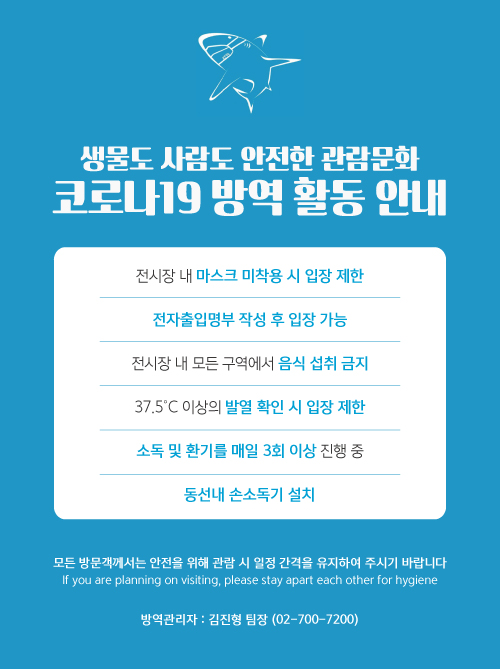 생물도 사람도 안전한 관람문화
코로나19 방역 활동 안내
전시장 내 마스크 미착용 시 입장 제한
전자출입명부 작성 후 입장 가능
전시장 내 모든 구역에서 음식 섭취 금지
37.5°C 이상의 발열 확인 시 입장 제한
소독 및 환기를 매일 3회 이상 진행 중
동선내 손소독기 설치
모든 방문객께서는 안전을 위해 관람 시 일정 간격을 유지하여 주시기 바랍니다
If you are planning on visiting, please stay apart each other for hygiene
방역관리자 : 김진형 팀장 (02-700-7200)